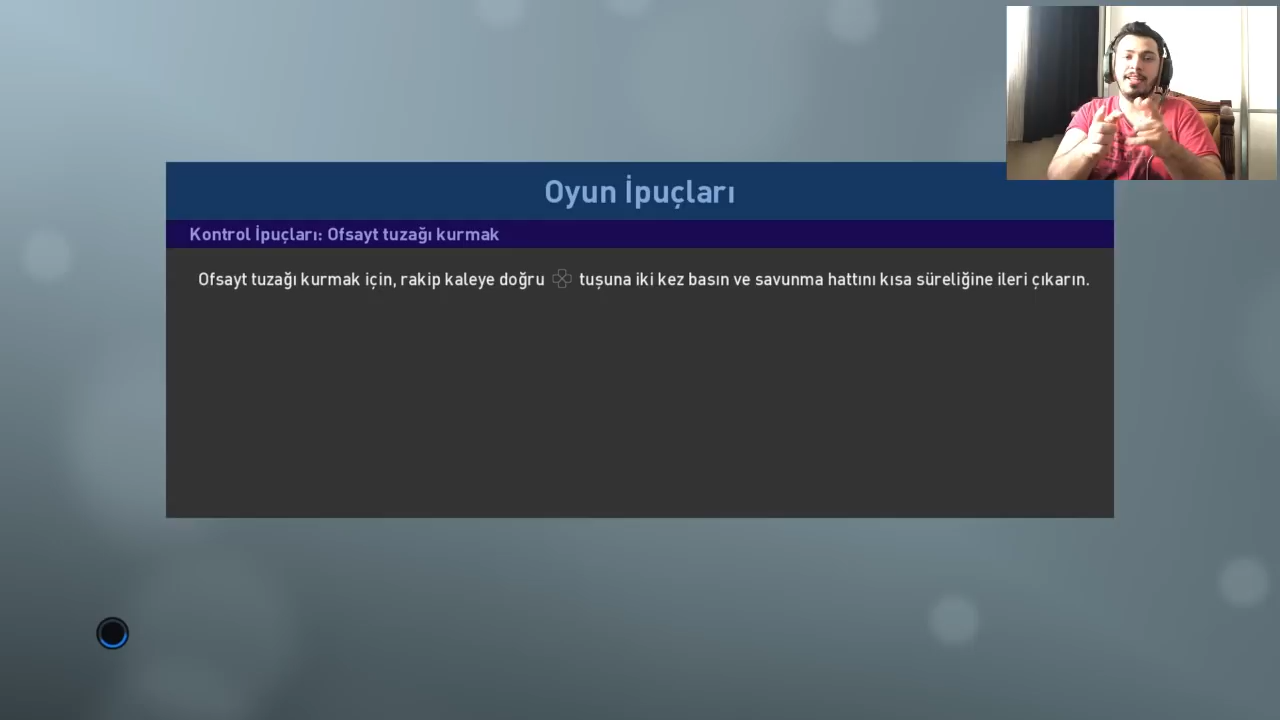 Oyun İpuçları
Kontrol İpuçları: Ofsayt tuzağı kurmak
Ofsayt tuzağı kurmak için, rakip kaleye doğru tuşuna iki kez basın ve savunma hattını kısa süreliğine ileri çıkarın.